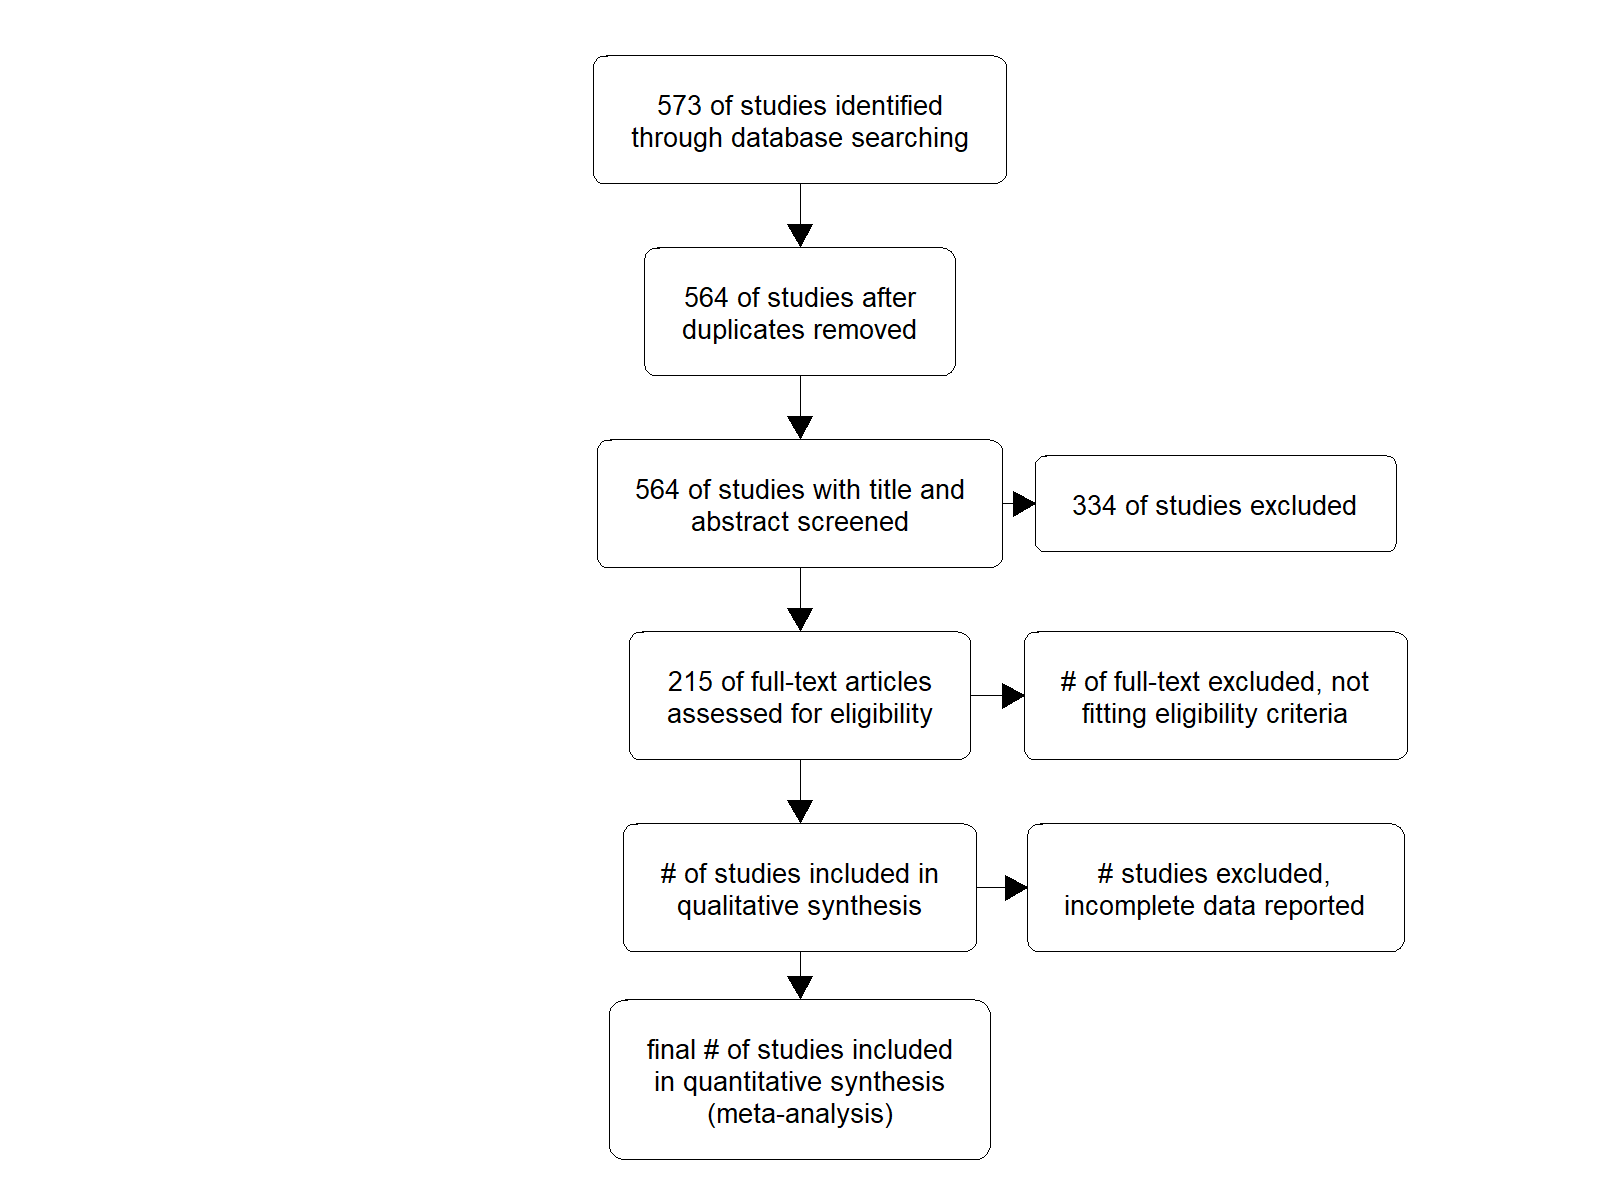 573 of studies identified
through database searching
564 of studies after
duplicates removed
564 of studies with title and
abstract screened
334 of studies excluded
215 of full-text articles
assessed for eligibility
# of full-text excluded, not
fitting eligibility criteria
# of studies included in
qualitative synthesis
# studies excluded,
incomplete data reported
final # of studies included
in quantitative synthesis
(meta-analysis)